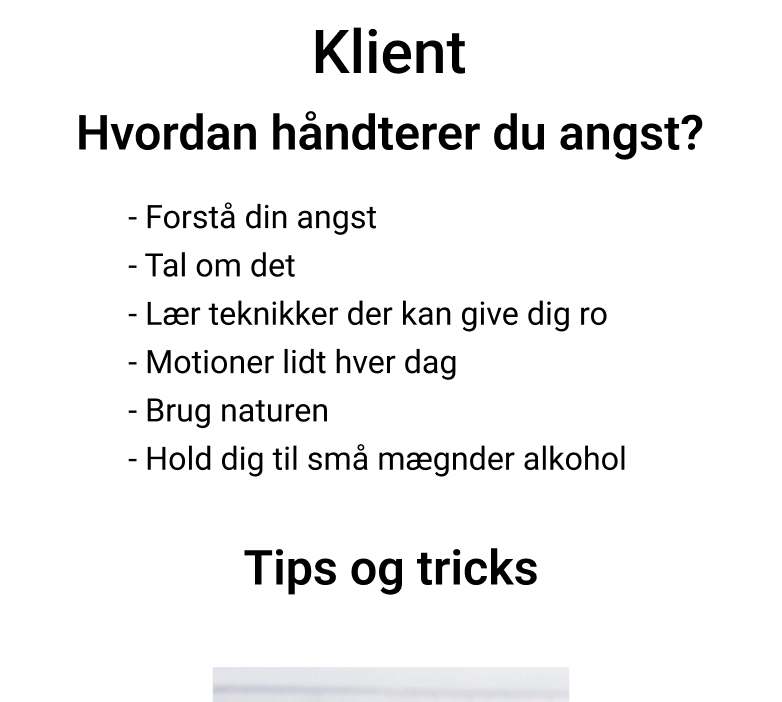 Klient
Hvordan håndterer du angst?
- Forstå din angst
- Tal om det
- Lær teknikker der kan give dig ro
- Motioner lidt hver dag
- Brug naturen
- Hold dig til små mægnder alkohol
Tips og tricks